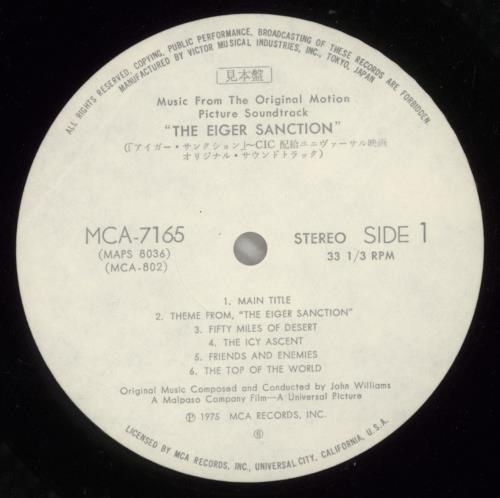 ALL RIGHTS RESERVED, COPYING, PUBLIC PERFORMANCE, BROADCASTING OF THESE RECORDS ARE FORBIDDEN.
MANUFACTURED BY VICTOR MUSICAL INDUSTRIES, INC., TOKYO, JAPAN
見本盤
Music From The Original Motion
Picture Soundtrack
"THE EIGER SANCTION"
(「アイガー・サンクション」〜CIC 配給ユニヴァーサル映画
オリジナル・サウンドトラック)
MCA-7165
(MAPS 8036)
(MCA-802)
STEREO SIDE 1
33 1/3 RPM
1. MAIN TITLE
2. THEME FROM, "THE EIGER SANCTION"
3. FIFTY MILES OF DESERT
4. THE ICY ASCENT
5. FRIENDS AND ENEMIES
6. THE TOP OF THE WORLD
Original Music Composed and Conducted by John Williams
A Malpaso Company Film—A Universal Picture
Ⓟ 1975 MCA RECORDS, INC.
LICENSED BY MCA RECORDS, INC., UNIVERSAL CITY, CALIFORNIA, U.S.A.